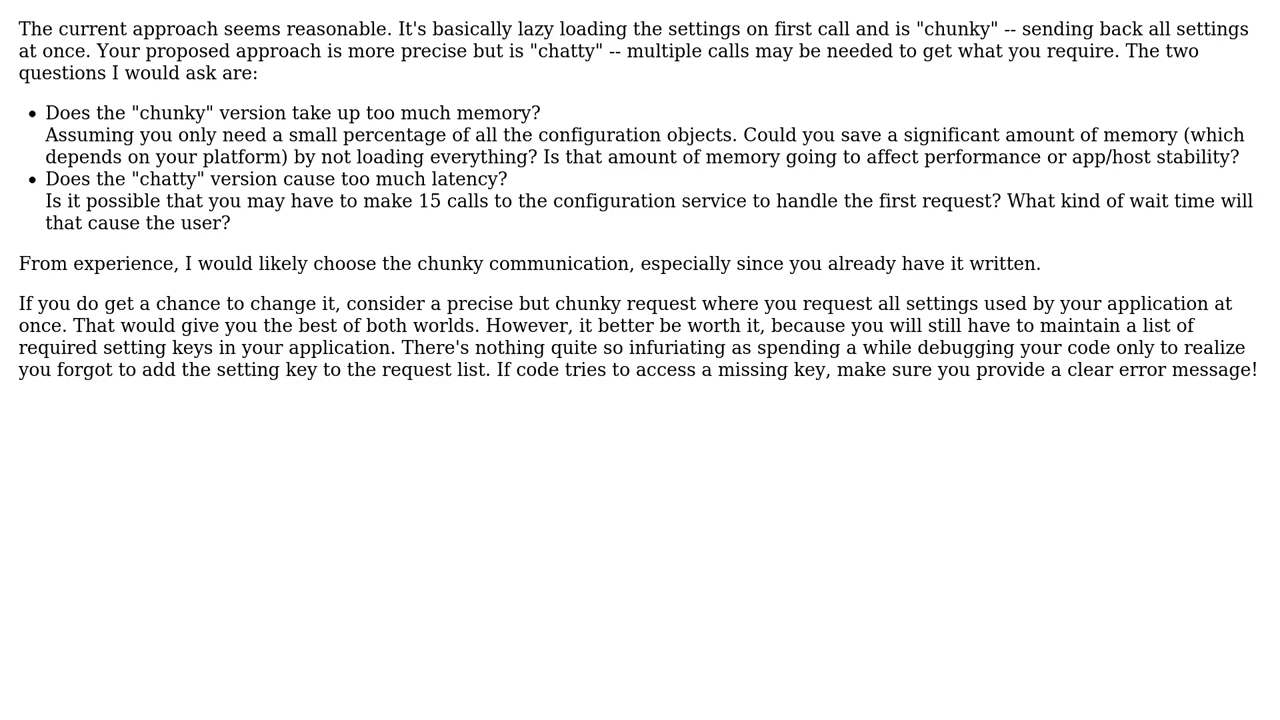 The current approach seems reasonable. It's basically lazy loading the settings on first call and is "chunky" -- sending back all settings
at once. Your proposed approach is more precise but is "chatty" -- multiple calls may be needed to get what you require. The two
questions I would ask are:
• Does the "chunky" version take up too much memory?
Assuming you only need a small percentage of all the configuration objects. Could you save a significant amount of memory (which
depends on your platform) by not loading everything? Is that amount of memory going to affect performance or app/host stability?
• Does the "chatty" version cause too much latency?
Is it possible that you may have to make 15 calls to the configuration service to handle the first request? What kind of wait time will
that cause the user?
From experience, I would likely choose the chunky communication, especially since you already have it written.
If you do get a chance to change it, consider a precise but chunky request where you request all settings used by your application at
once. That would give you the best of both worlds. However, it better be worth it, because you will still have to maintain a list of
required setting keys in your application. There's nothing quite so infuriating as spending a while debugging your code only to realize
you forgot to add the setting key to the request list. If code tries to access a missing key, make sure you provide a clear error message!